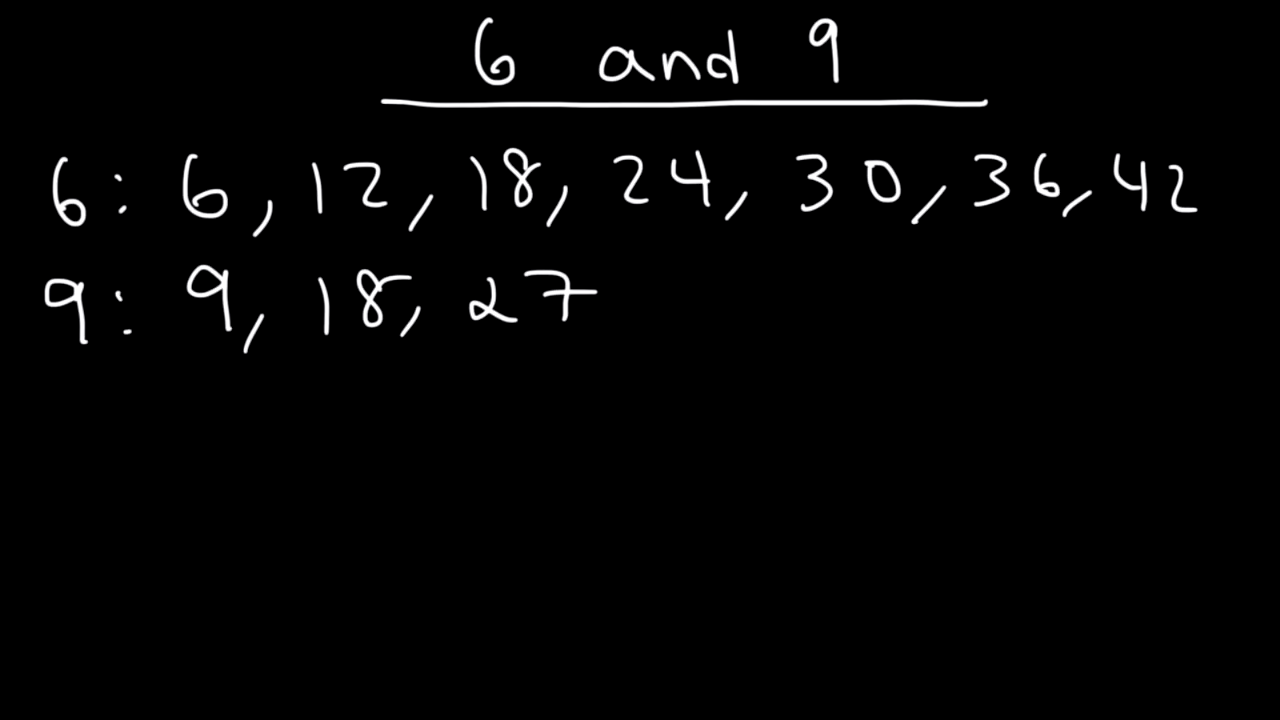 6 and 9
6: 6, 12, 18, 24, 30, 36, 42
9: 9, 18, 27